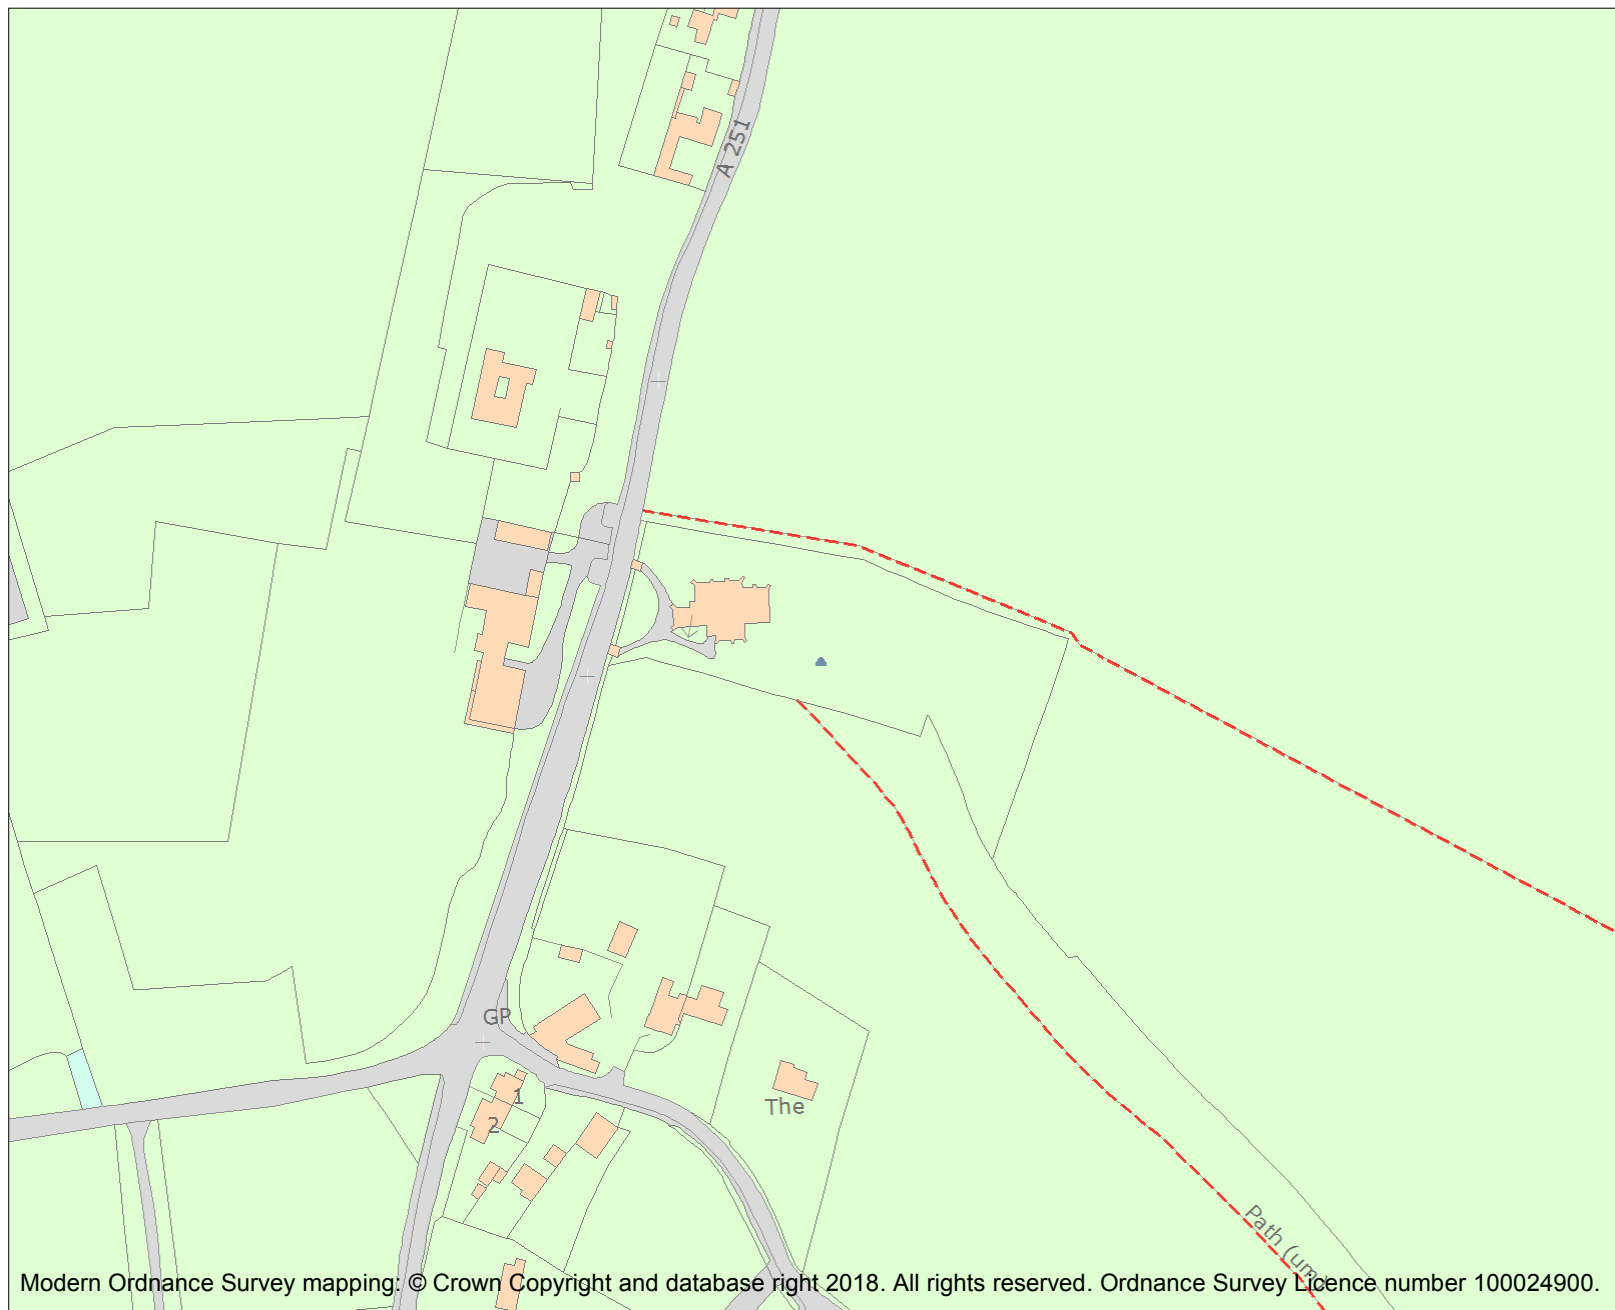 A 251
GP
1
2
The
Path (um)
Modern Ordnance Survey mapping: © Crown Copyright and database right 2018. All rights reserved. Ordnance Survey Licence number 100024900.